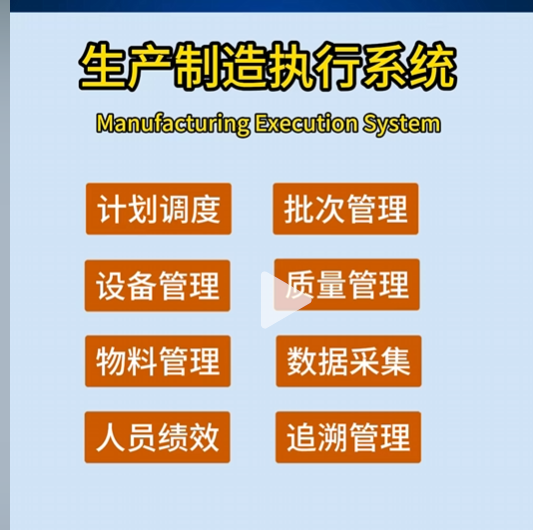 生产制造执行系统
Manufacturing Execution System
计划调度 批次管理
设备管理 质量管理
物料管理 数据采集
人员绩效 追溯管理